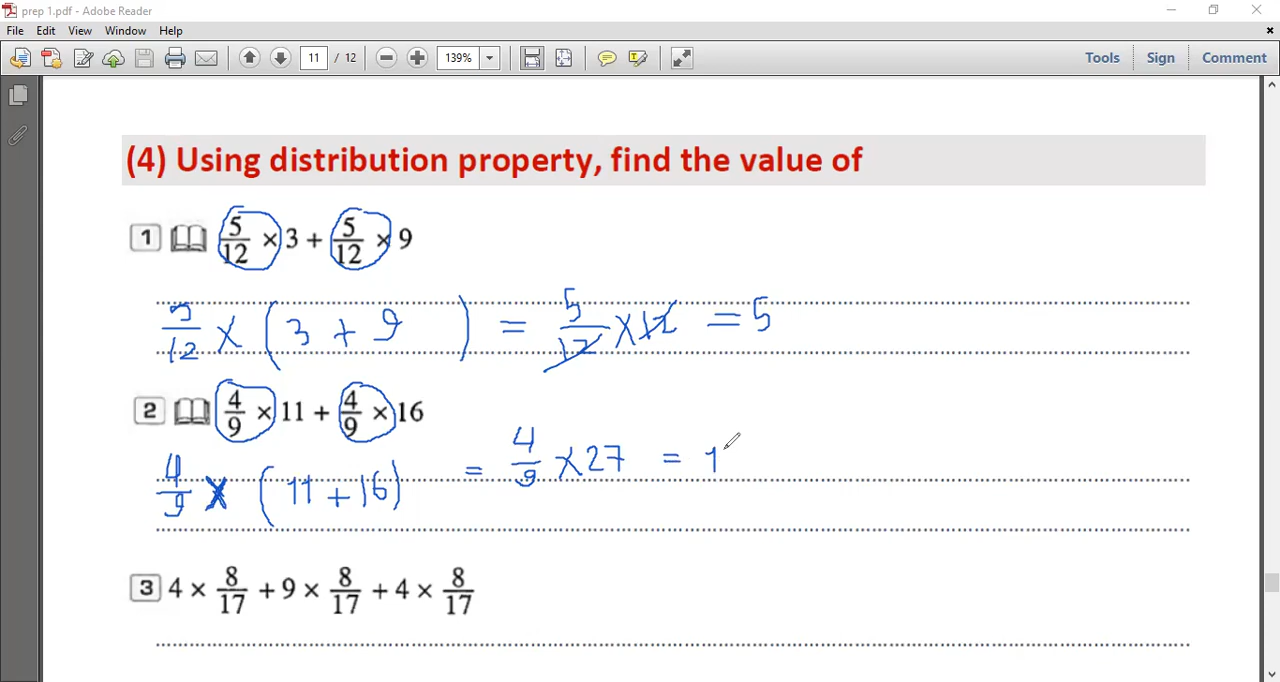 prep 1.pdf - Adobe Reader
File Edit View Window Help
11 / 12 139% Tools Sign Comment
(4) Using distribution property, find the value of
1 5/12 × 3 + 5/12 × 9
5/12 × (3 + 9) = 5/12 × 12 = 5
2 4/9 × 11 + 4/9 × 16
4/9 × (11 + 16) = 4/9 × 27 = 1
3 4 × 8/17 + 9 × 8/17 + 4 × 8/17